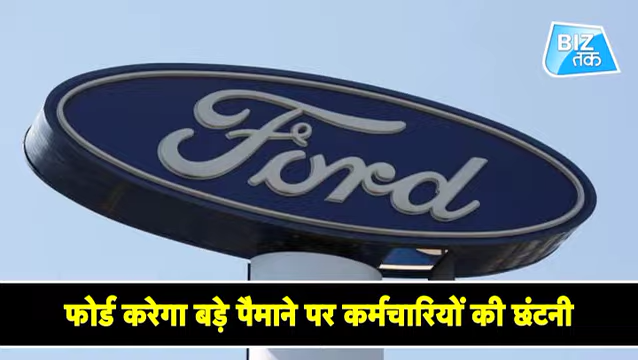 BIZ
तक
Ford
फोर्ड करेगा बड़े पैमाने पर कर्मचारियों की छंटनी